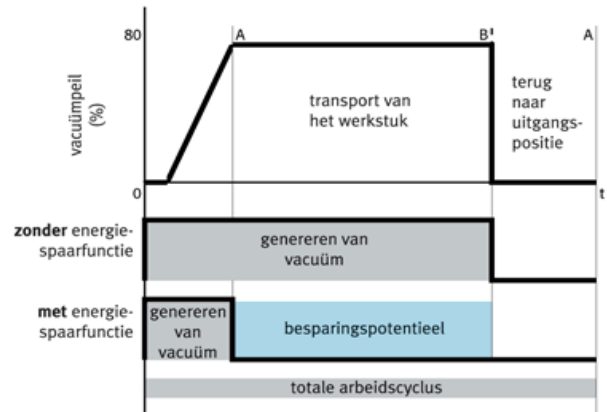 80
A
B'
A
vacuümpeil
(%)
transport van
het werkstuk
terug
naar
uitgangs-
positie
0
t
zonder energie-
spaarfunctie
genereren van
vacuüm
met energie-
spaarfunctie
genereren
van
vacuüm
besparingspotentieel
totale arbeidscyclus